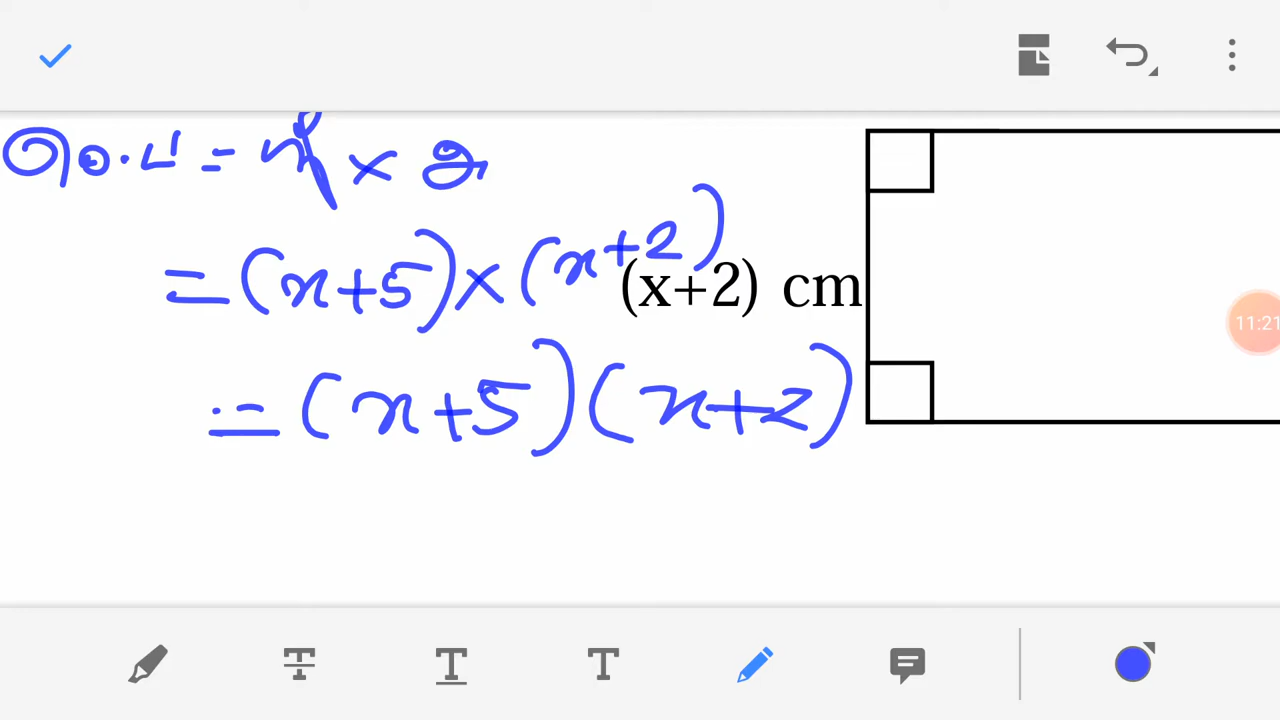 = (x+5)×(x+2)
(x+2) cm
11:21
= (x+5)(x+2)